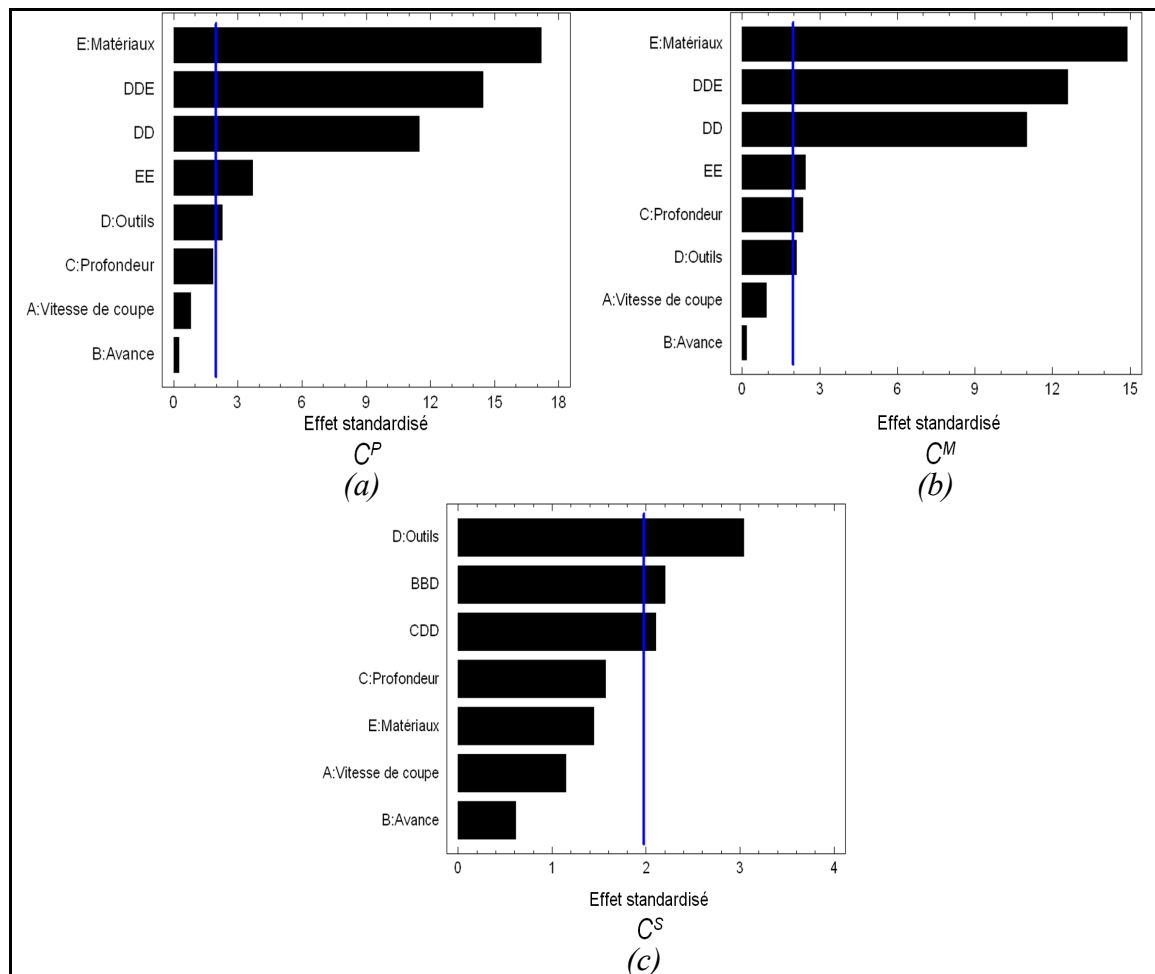 E:Matériaux
DDE
DD
EE
D:Outils
C:Profondeur
A:Vitesse de coupe
B:Avance
0 3 6 9 12 15 18
Effet standardisé
C^P
(a)
E:Matériaux
DDE
DD
EE
C:Profondeur
D:Outils
A:Vitesse de coupe
B:Avance
0 3 6 9 12 15
Effet standardisé
C^M
(b)
D:Outils
BBD
CDD
C:Profondeur
E:Matériaux
A:Vitesse de coupe
B:Avance
0 1 2 3 4
Effet standardisé
C^S
(c)